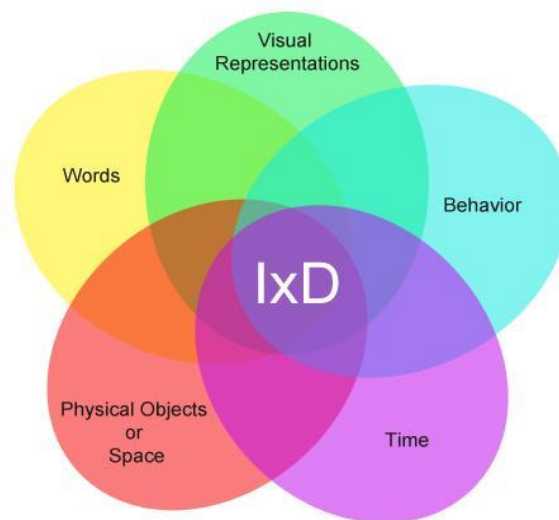 Visual
Representations
Words
Behavior
IxD
Physical Objects
or
Space
Time